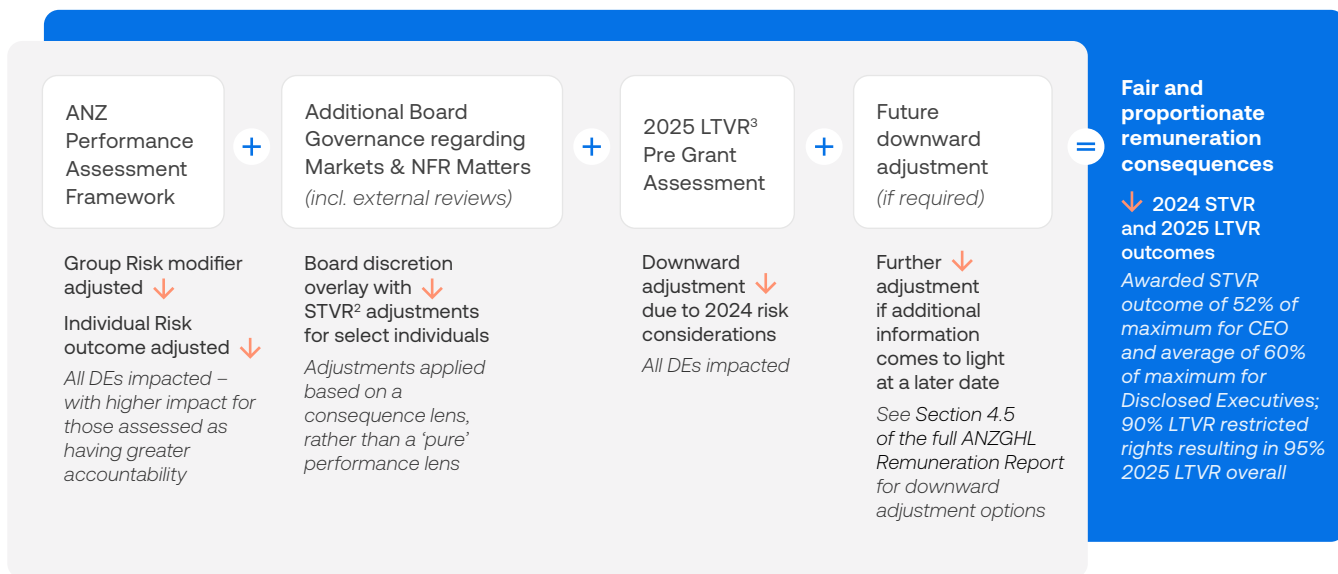 ANZ
Performance
Assessment
Framework
+
Additional Board
Governance regarding
Markets & NFR Matters
(incl. external reviews)
+
2025 LTVR³
Pre Grant
Assessment
+
Future
downward
adjustment
(if required)
=
Fair and
proportionate
remuneration
consequences
↓ 2024 STVR
and 2025 LTVR
outcomes
Awarded STVR
outcome of 52% of
maximum for CEO
and average of 60%
of maximum for
Disclosed Executives;
90% LTVR restricted
rights resulting in 95%
2025 LTVR overall
Group Risk modifier
adjusted ↓
Individual Risk
outcome adjusted ↓
All DEs impacted –
with higher impact for
those assessed as
having greater
accountability
Board discretion
overlay with ↓
STVR² adjustments
for select individuals
Adjustments applied
based on a
consequence lens,
rather than a ‘pure’
performance lens
Downward
adjustment ↓
due to 2024 risk
considerations
All DEs impacted
Further ↓
adjustment
if additional
information
comes to light
at a later date
See Section 4.5
of the full ANZGHL
Remuneration Report
for downward
adjustment options